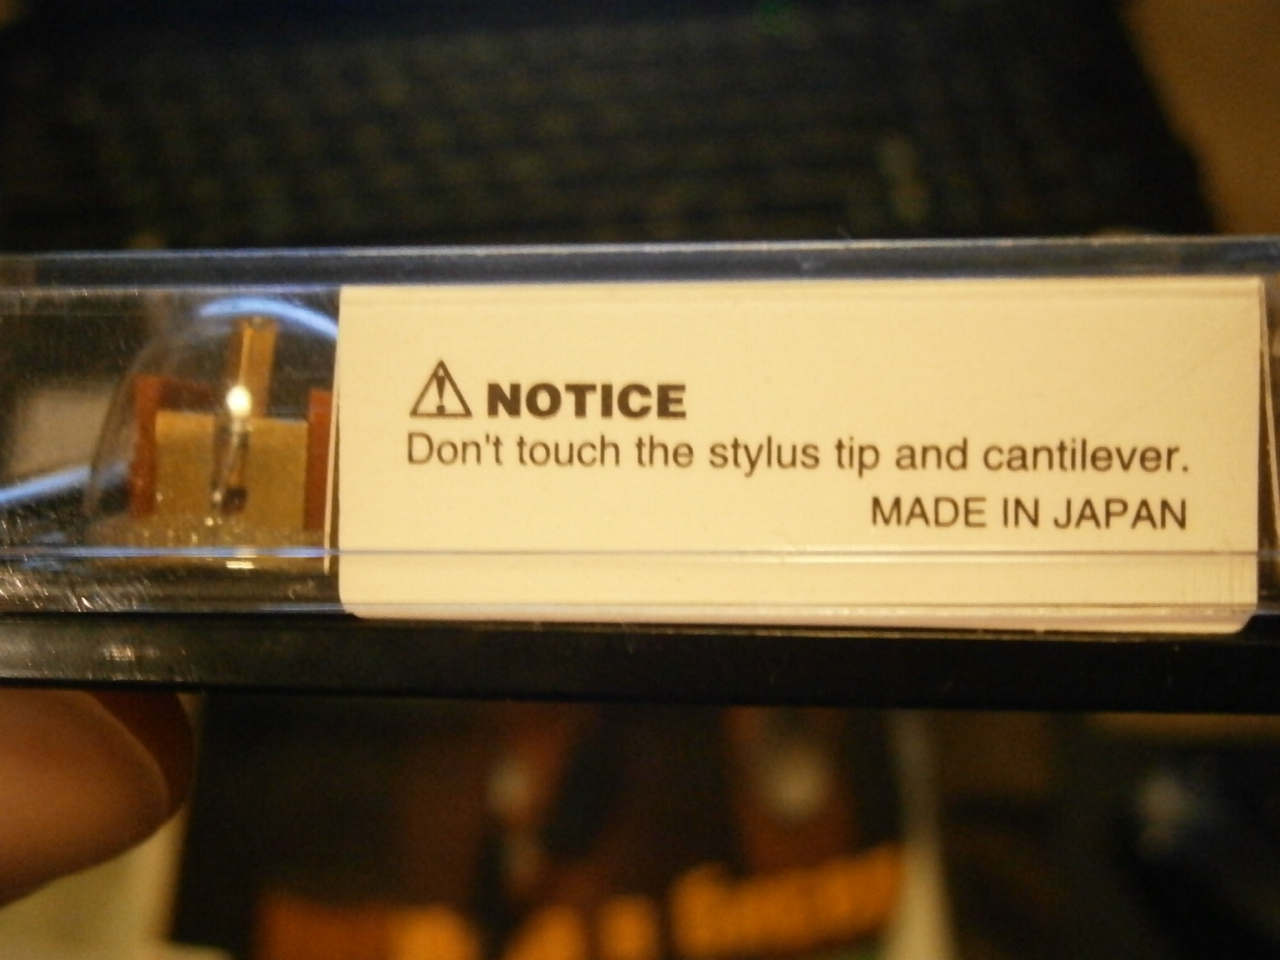 NOTICE
Don't touch the stylus tip and cantilever.
MADE IN JAPAN